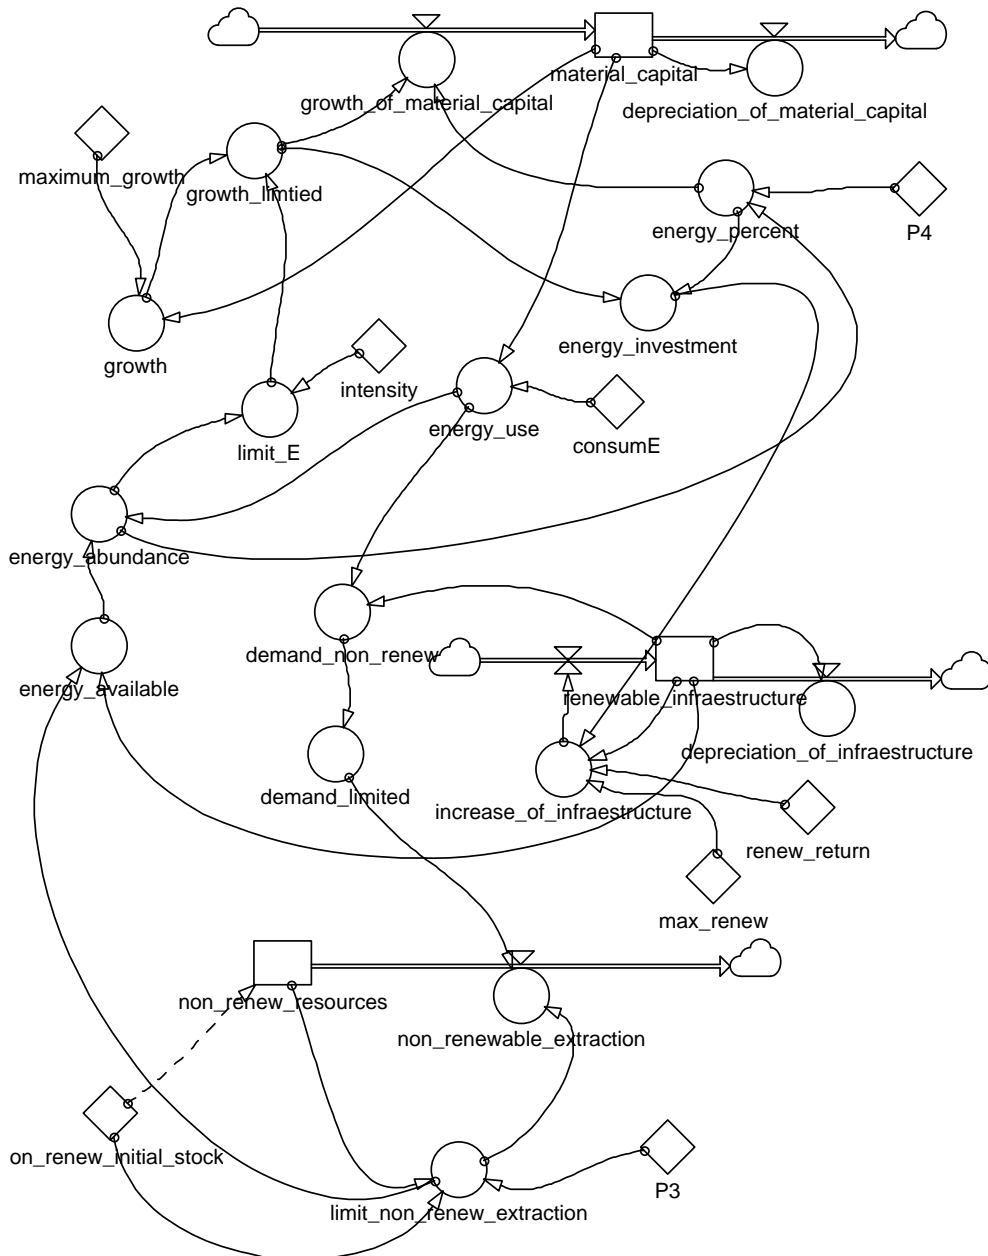 material_capital
growth_of_material_capital
depreciation_of_material_capital
maximum_growth
growth_limtied
energy_percent
P4
energy_investment
growth
intensity
limit_E
energy_use
consumE
energy_abundance
demand_non_renew
energy_available
renewable_infraestructure
depreciation_of_infraestructure
demand_limited
increase_of_infraestructure
renew_return
max_renew
non_renew_resources
non_renewable_extraction
on_renew_initial_stock
P3
limit_non_renew_extraction